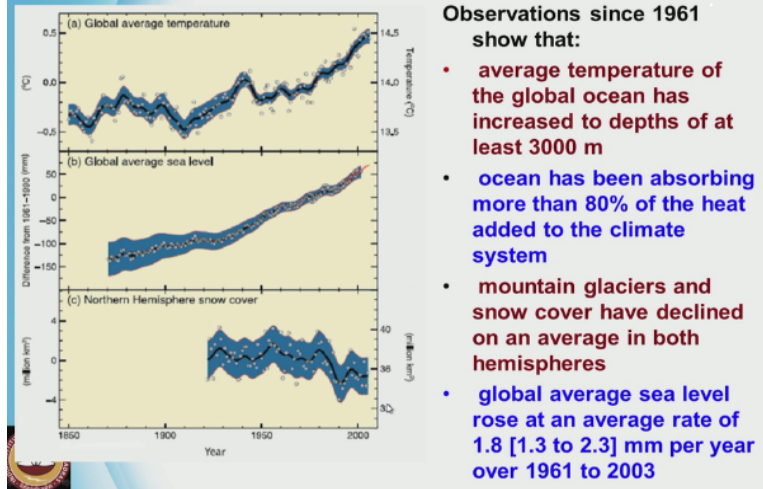 (a) Global average temperature
0.5
0.0
−0.5
(°C)
14.5
14.0
13.5
Temperature (°C)
(b) Global average sea level
50
0
−50
−100
−150
Difference from 1961–1990
(mm)
(c) Northern Hemisphere snow cover
4
0
−4
(million km²)
40
36
(million km²)
1850
1900
1950
2000
Year
Observations since 1961
show that:
• average temperature of
the global ocean has
increased to depths of at
least 3000 m
• ocean has been absorbing
more than 80% of the heat
added to the climate
system
• mountain glaciers and
snow cover have declined
on an average in both
hemispheres
• global average sea level
rose at an average rate of
1.8 [1.3 to 2.3] mm per year
over 1961 to 2003